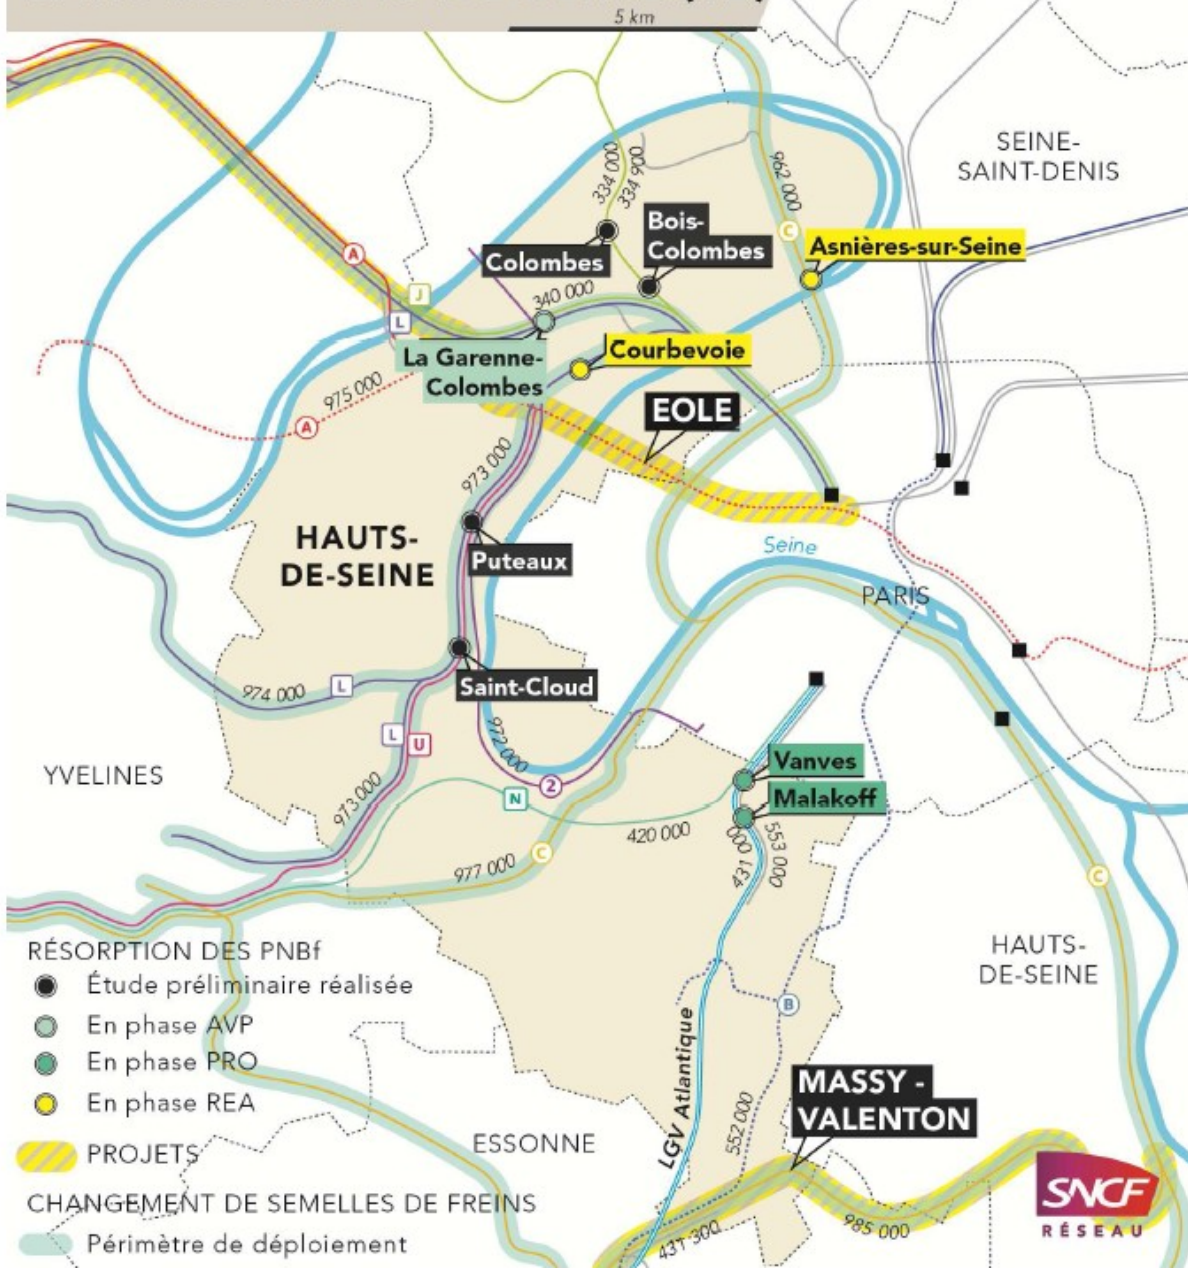 5 km
SEINE-
SAINT-DENIS
334 000
334 900
962 000
Bois-
Colombes
C
Asnières-sur-Seine
Colombes
A
J
340 000
L
La Garenne-
Colombes
Courbevoie
975 000
A
EOLE
973 000
HAUTS-
DE-SEINE
Puteaux
Seine
PARIS
Saint-Cloud
974 000
L
L
U
972 000
YVELINES
Vanves
2
N
Malakoff
973 000
420 000
431 000
553 000
977 000
C
C
HAUTS-
DE-SEINE
RÉSORPTION DES PNBf
Étude préliminaire réalisée
En phase AVP
En phase PRO
En phase REA
PROJETS
CHANGEMENT DE SEMELLES DE FREINS
Périmètre de déploiement
B
LGV Atlantique
552 000
MASSY -
VALENTON
ESSONNE
431 300
985 000
SNCF
RÉSEAU